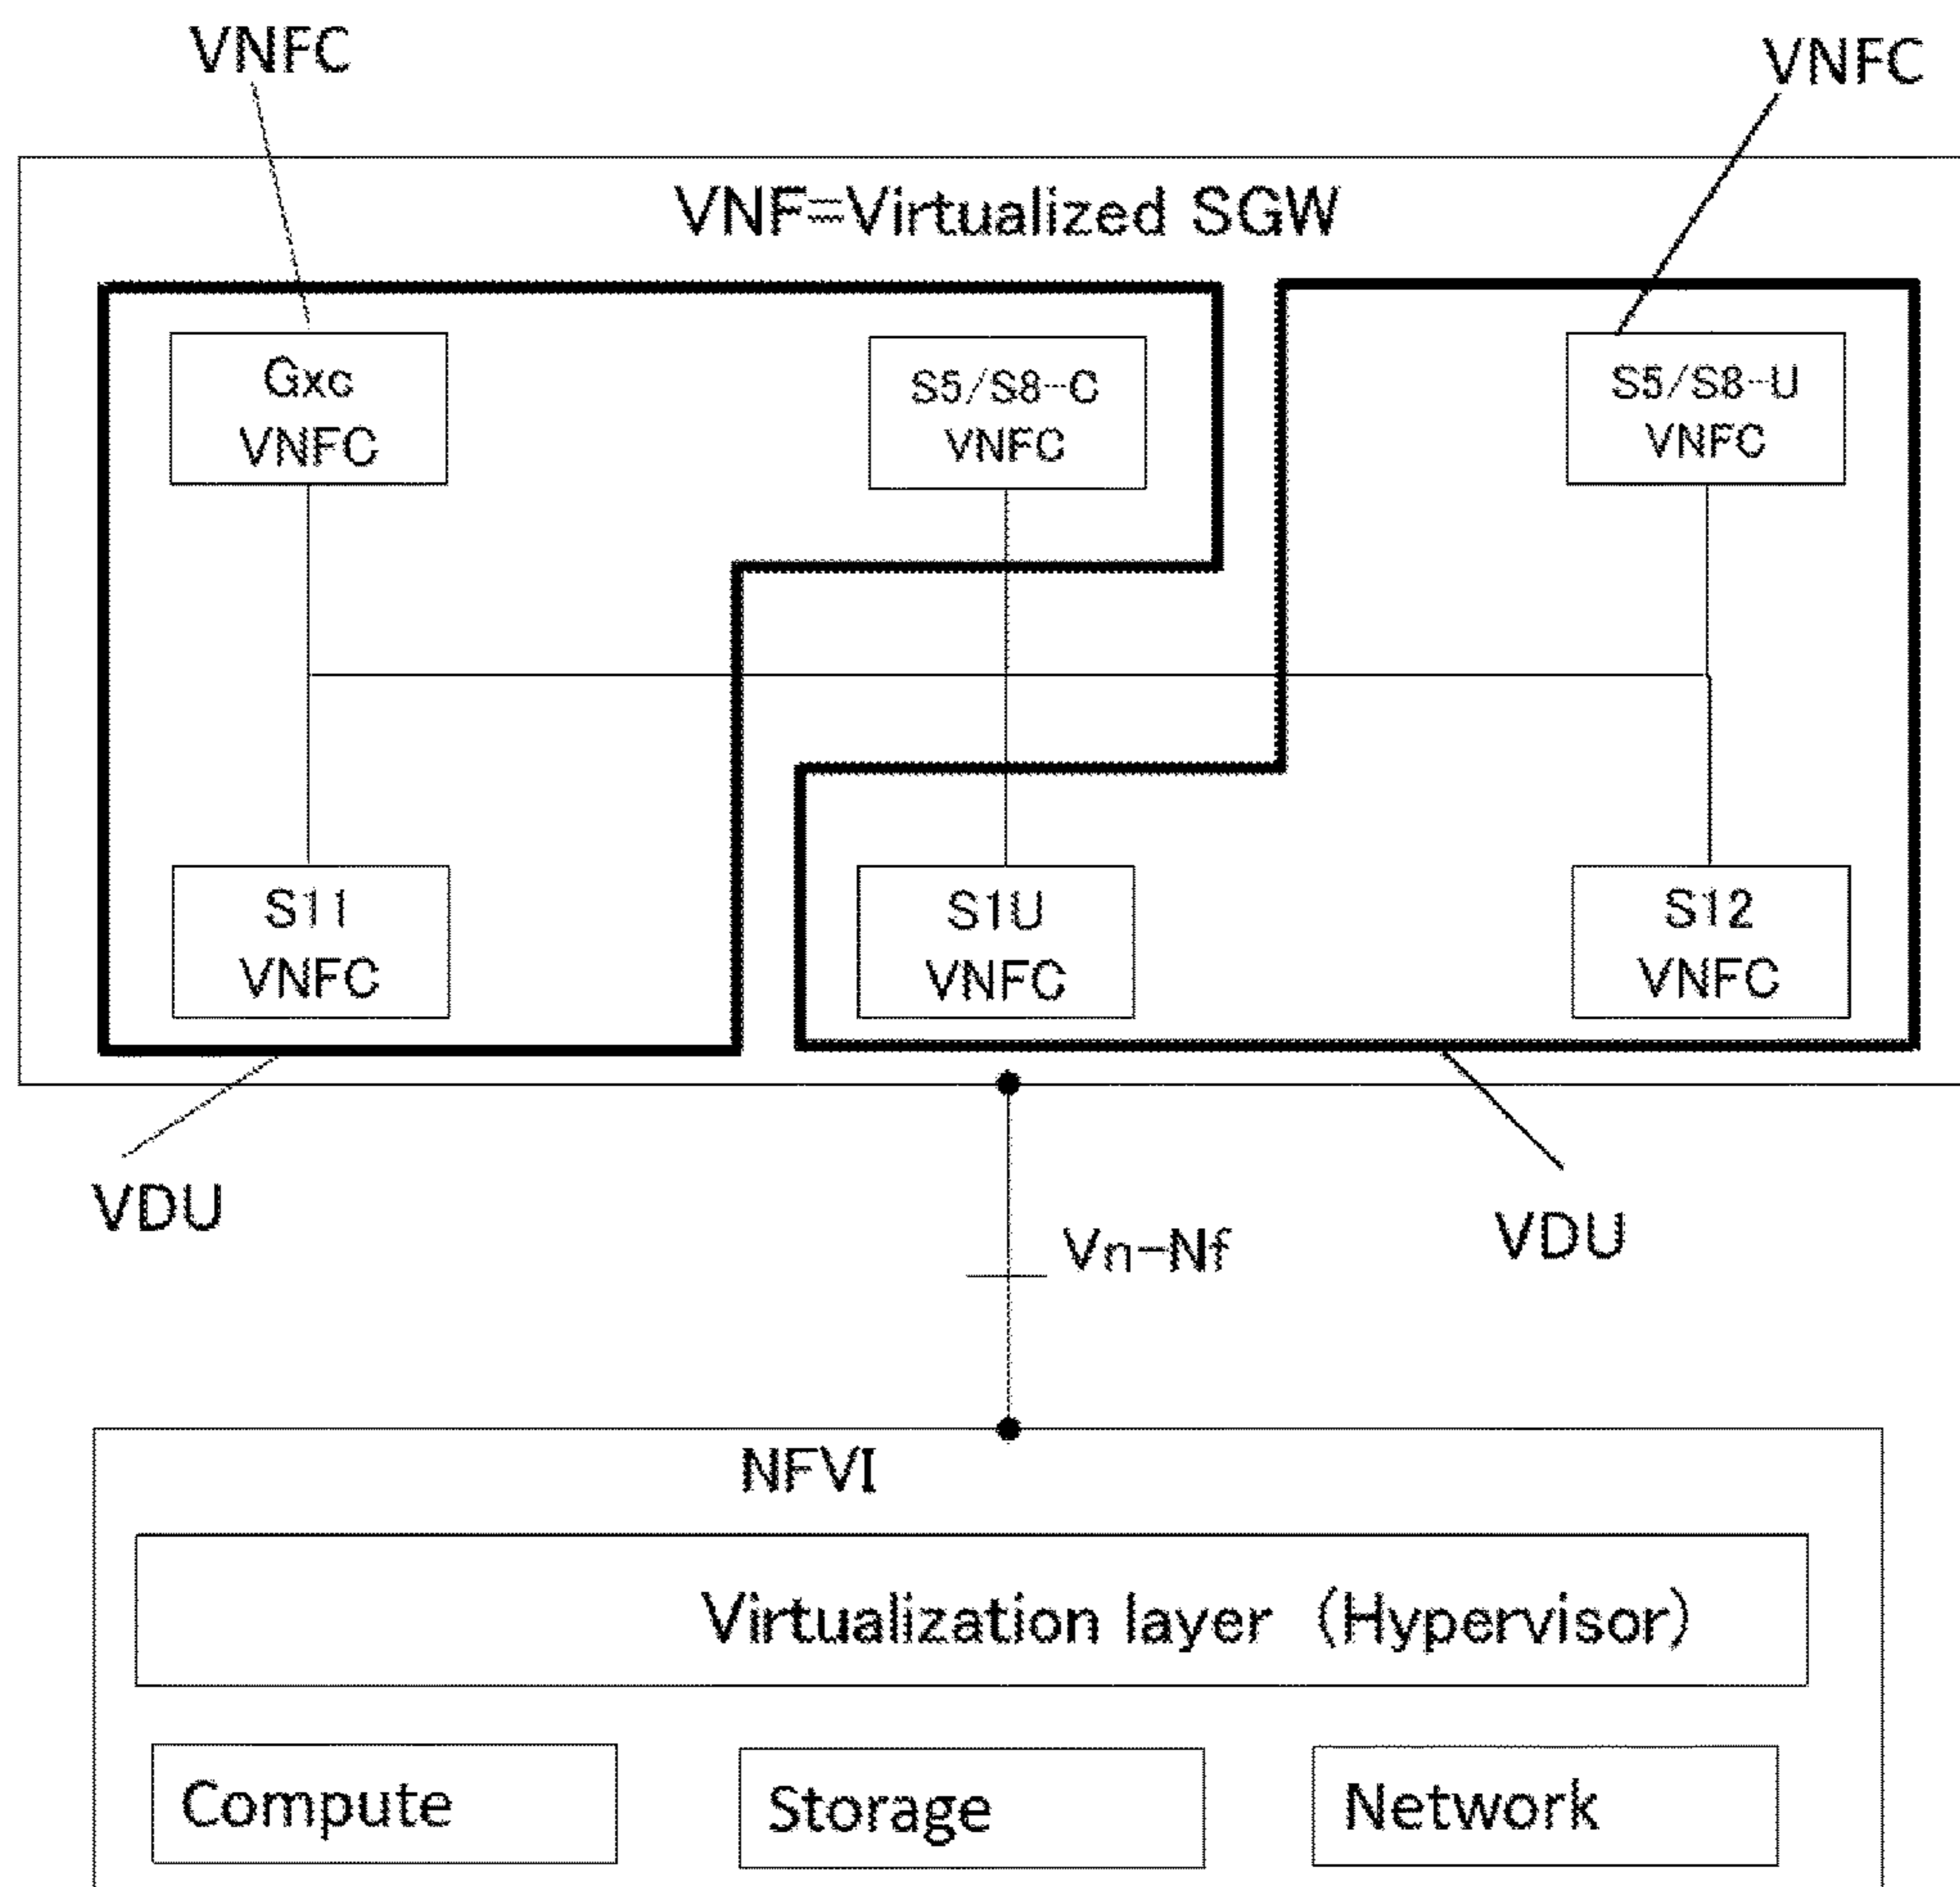 VNFC
VNFC
VNF=Virtualized SGW
Gxc
VNFC
S5/S8-C
VNFC
S5/S8-U
VNFC
S11
VNFC
S1U
VNFC
S12
VNFC
VDU
VDU
Vn-Nf
NFVI
Virtualization layer (Hypervisor)
Compute
Storage
Network